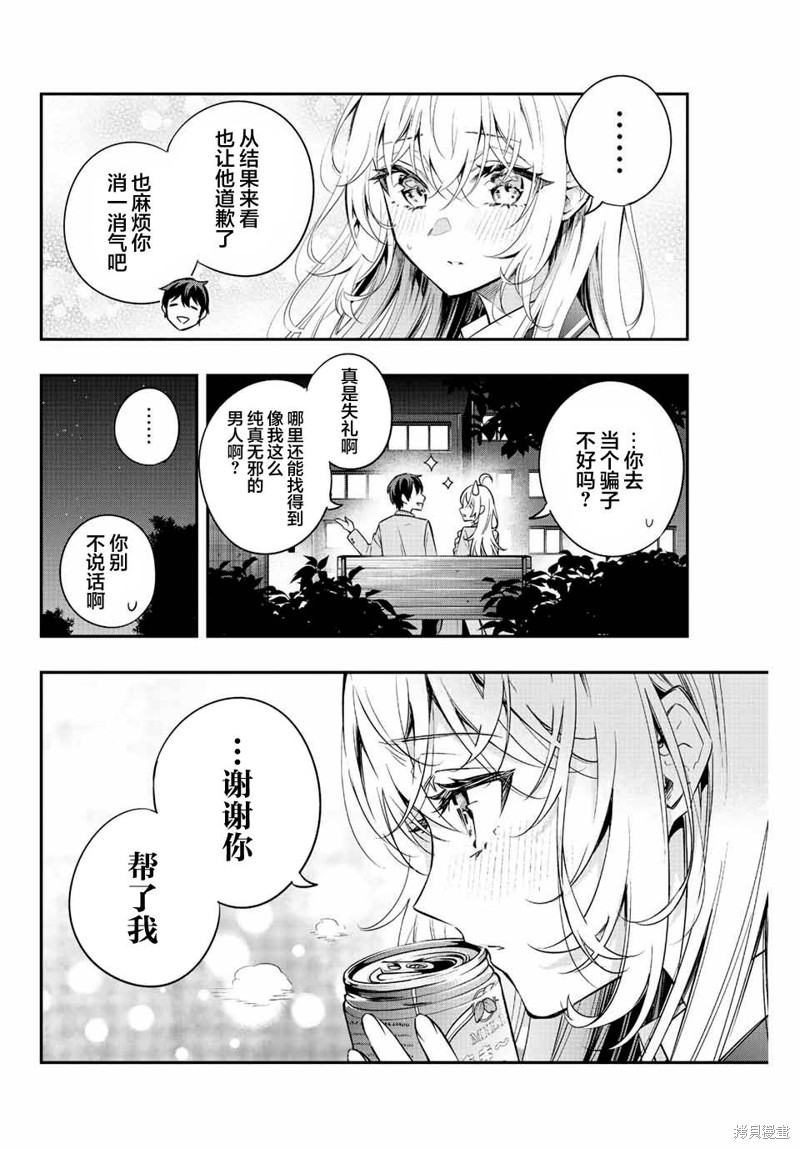 ……
从结果来看
也让他道歉了
也麻烦你
消一消气吧
…你去
当个骗子
不好吗？
真是失礼啊
哪里还能找得到
像我这么
纯真无邪的
男人啊？
……
你别
不说话啊
…谢谢你
帮了我
拷贝漫畫